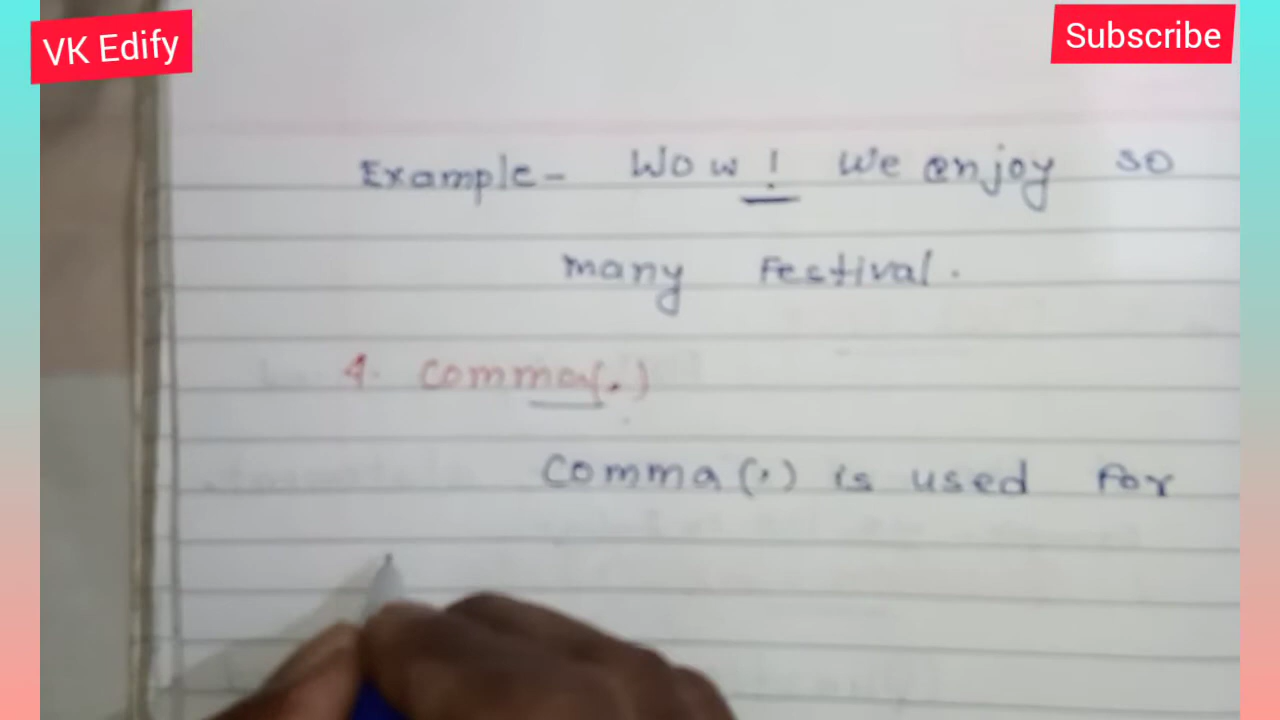 VK Edify
Subscribe
Example- Wow! We enjoy so
many Festival.
4. Comma(,)
Comma (,) is used for